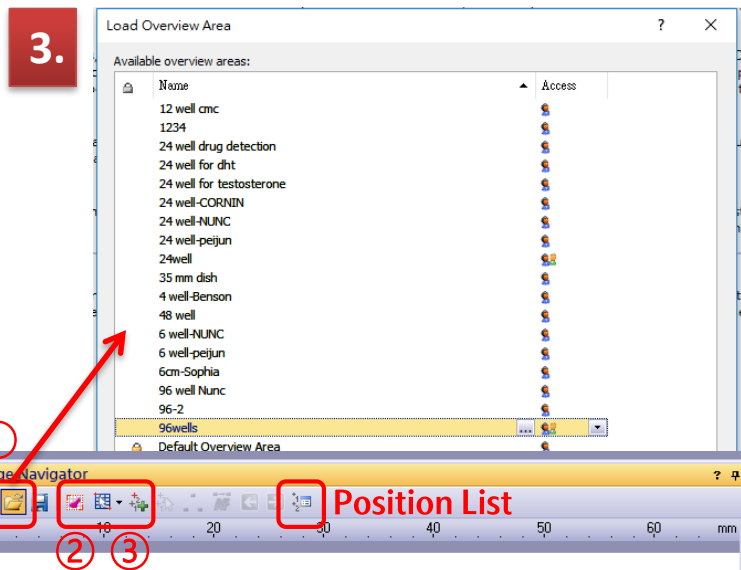 3.
Load Overview Area ? ×
Available overview areas:
Name Access
12 well cmc
1234
24 well drug detection
24 well for dht
24 well for testosterone
24 well-CORNIN
24 well-NUNC
24 well-peijun
24well
35 mm dish
4 well-Benson
48 well
6 well-NUNC
6 well-peijun
6cm-Sophia
96 well Nunc
96-2
96wells ...
Default Overview Area
ge Navigator ?
Position List
10 20 30 40 50 60 mm
② ③